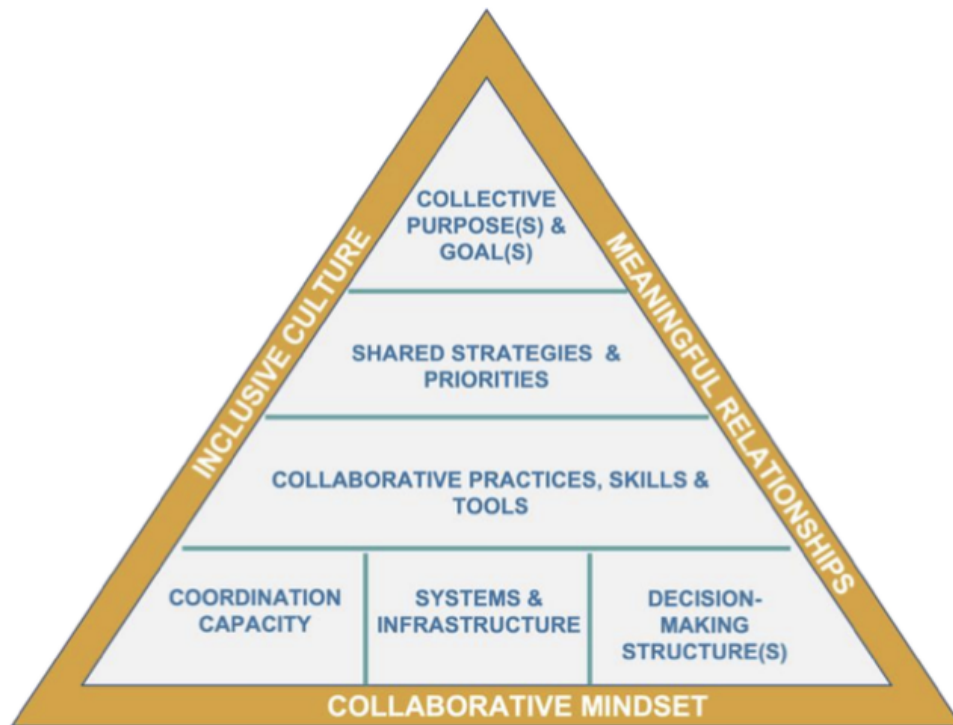 COLLECTIVE
PURPOSE(S) &
GOAL(S)
INCLUSIVE CULTURE
MEANINGFUL RELATIONSHIPS
SHARED STRATEGIES &
PRIORITIES
COLLABORATIVE PRACTICES, SKILLS &
TOOLS
COORDINATION
CAPACITY
SYSTEMS &
INFRASTRUCTURE
DECISION-
MAKING
STRUCTURE(S)
COLLABORATIVE MINDSET